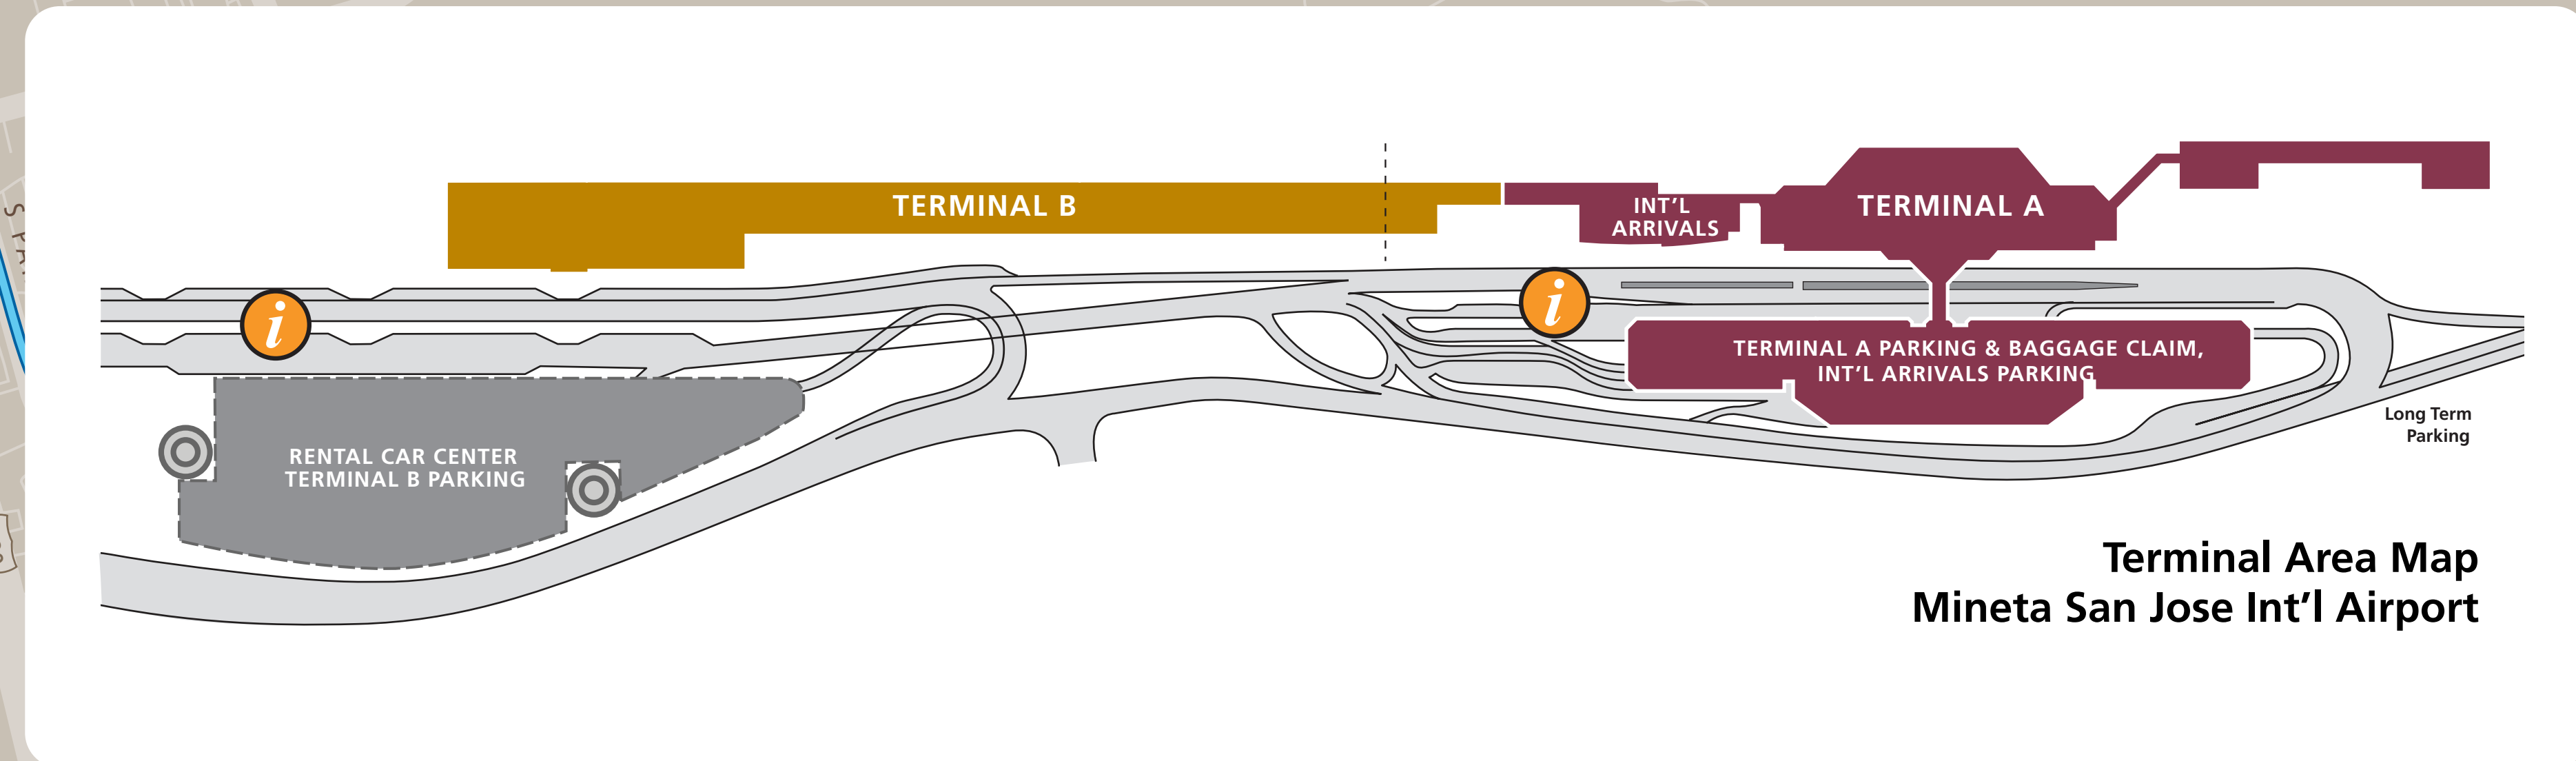 TERMINAL B
INT'L
ARRIVALS
TERMINAL A
i
i
TERMINAL A PARKING & BAGGAGE CLAIM,
INT'L ARRIVALS PARKING
Long Term
Parking
RENTAL CAR CENTER
TERMINAL B PARKING
Terminal Area Map
Mineta San Jose Int'l Airport